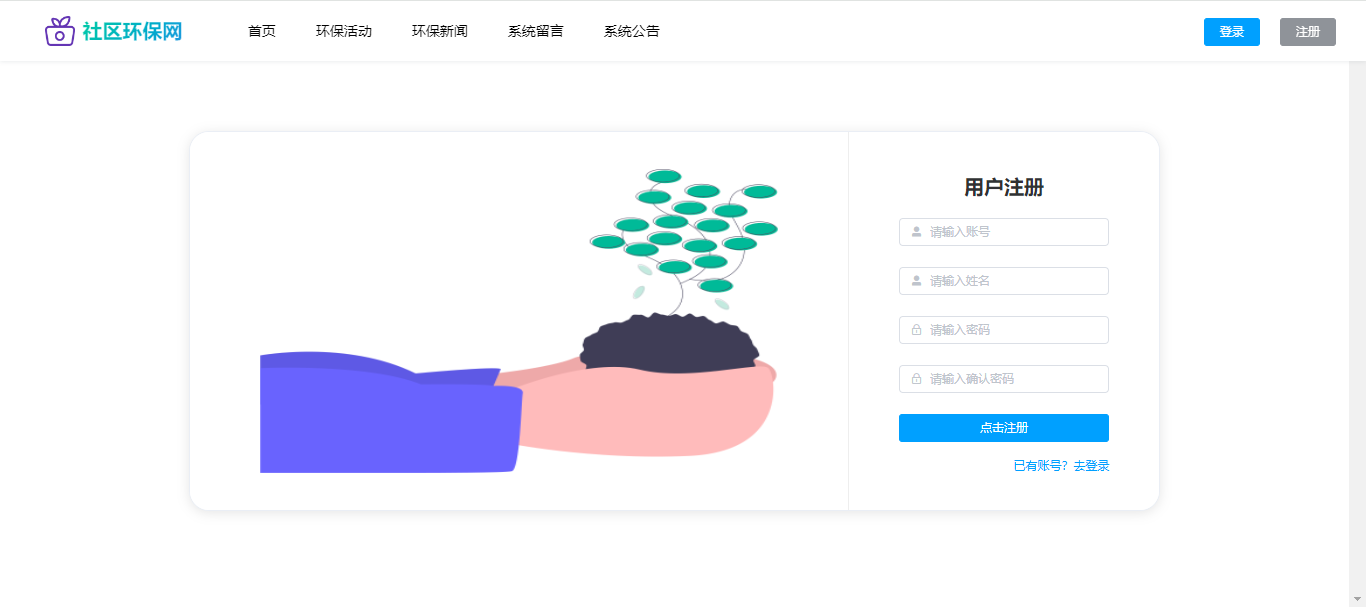 社区环保网
首页 环保活动 环保新闻 系统留言 系统公告
登录 注册
用户注册
请输入账号
请输入姓名
请输入密码
请输入确认密码
点击注册
已有账号？去登录